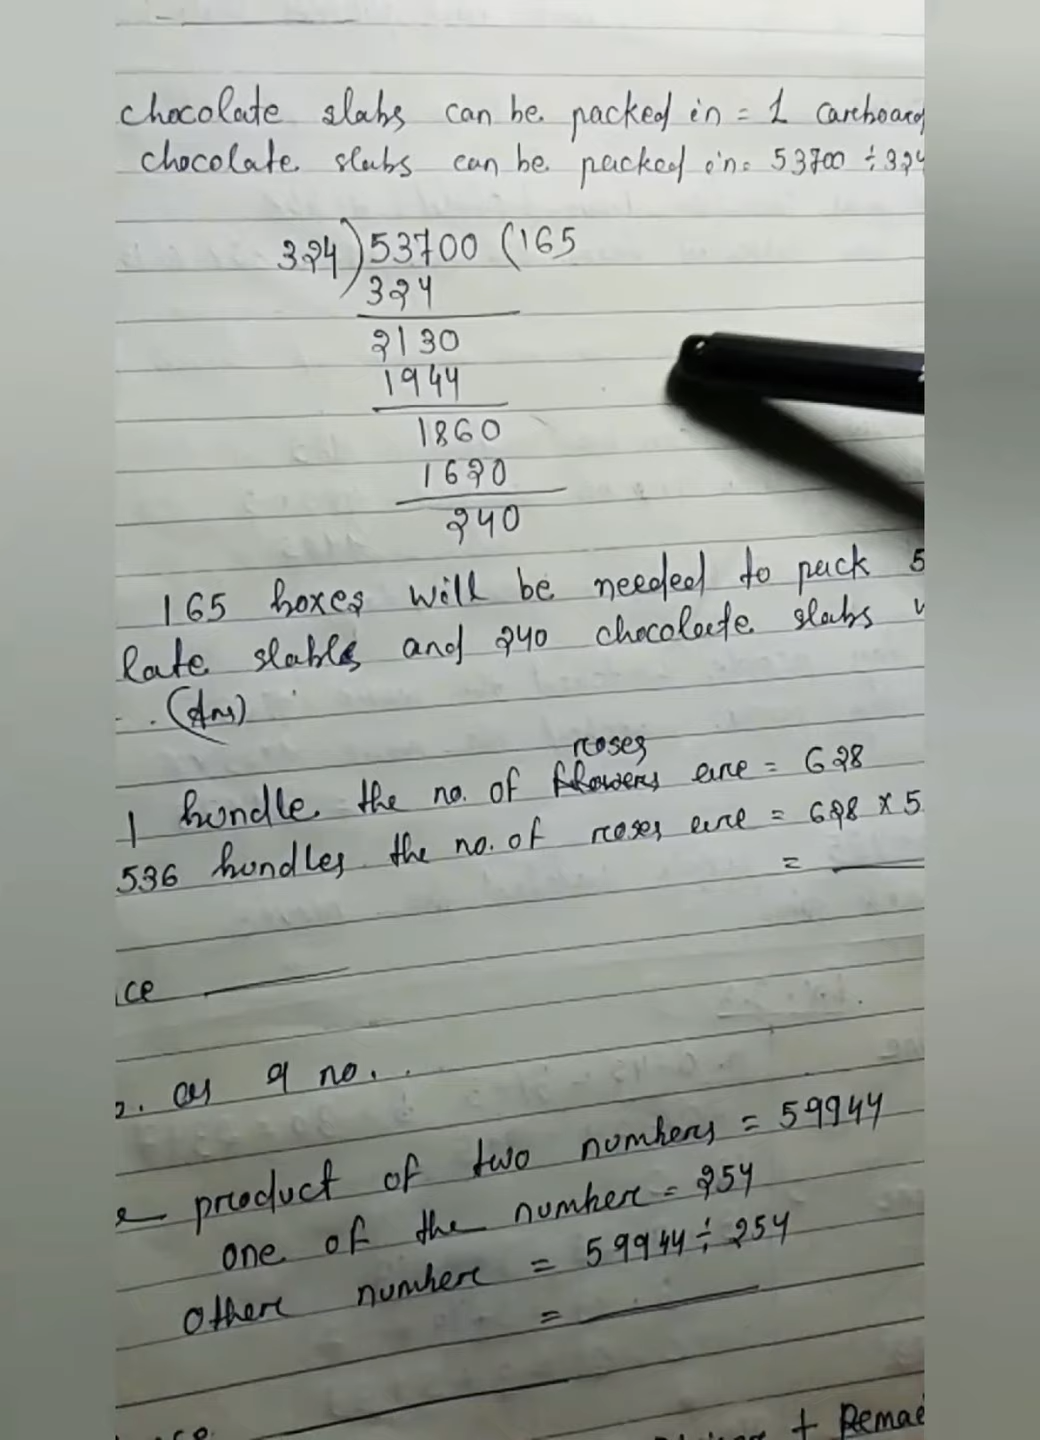 chocolate slabs can be packed in = 1 carcboard
chocolate slabs can be packed in = 53700 ÷ 324
324) 53700 (165
324
2130
1944
1860
1620
240
165 boxes will be needed to pack 5
late slabs and 240 chocolate slabs
(Ans)
roses
1 bundle the no. of flowers are = 628
536 bundles the no. of roses are = 628 × 5
=
ce
2. as a no. . .
product of two numbers = 59944
one of the number = 254
Other number = 59944 ÷ 254
=
+ Remai